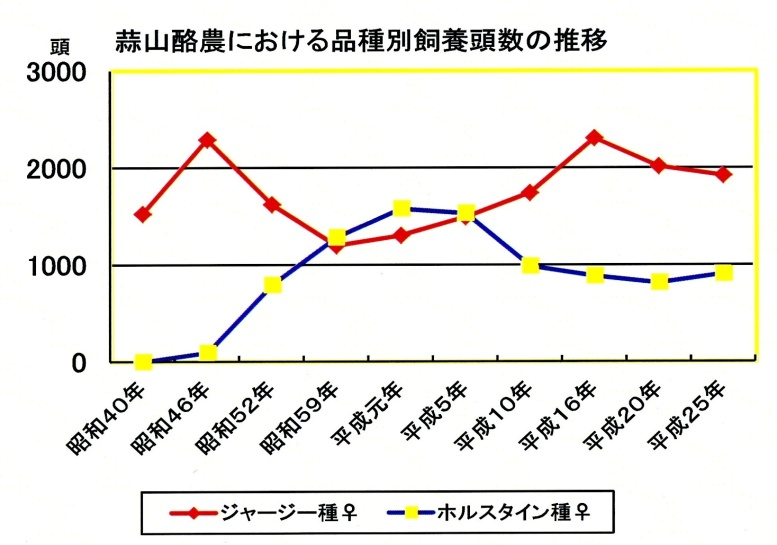 頭
蒜山酪農における品種別飼養頭数の推移
3000
2000
1000
0
昭和40年
昭和46年
昭和52年
昭和59年
平成元年
平成5年
平成10年
平成16年
平成20年
平成25年
ジャージー種♀
ホルスタイン種♀